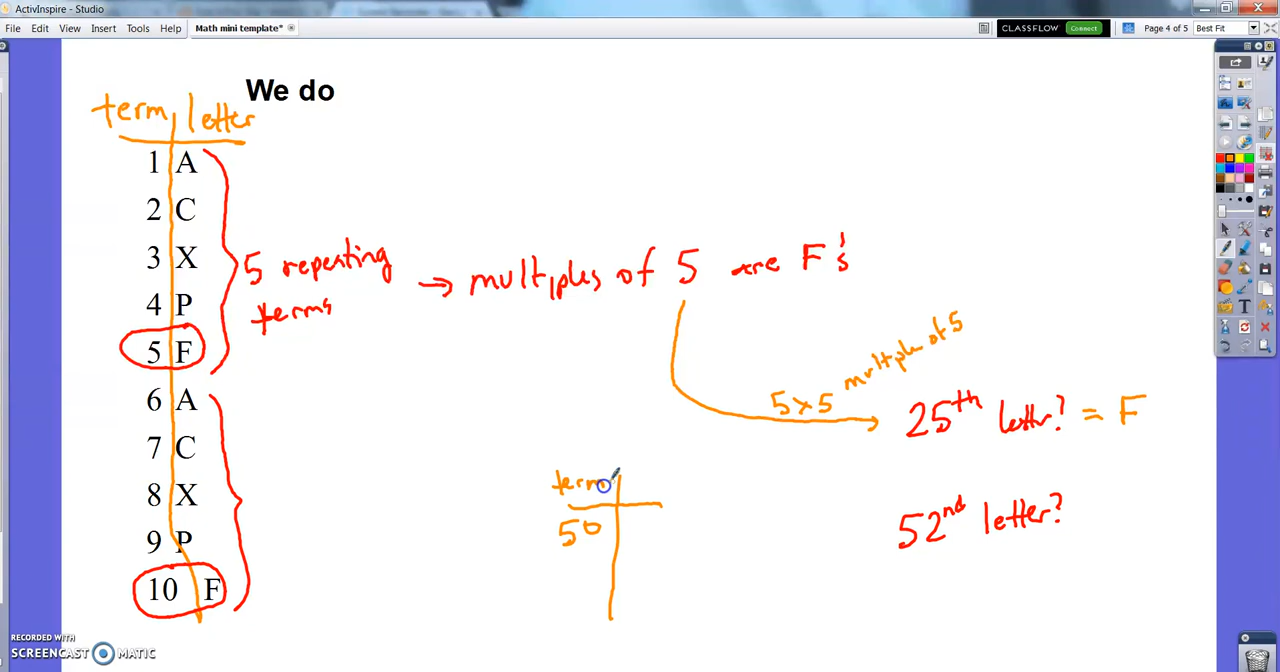 ActivInspire - Studio
File Edit View Insert Tools Help Math mini template* CLASSFLOW Connect Page 4 of 5 Best Fit
We do
term letter
1 A
2 C
3 X
4 P
5 F
6 A
7 C
8 X
9 P
10 F
5 repeating
terms
→ multiples of 5 are F's
5x5 multiple of 5
25th letter? = F
term
50
52nd letter?
RECORDED WITH
SCREENCAST MATIC